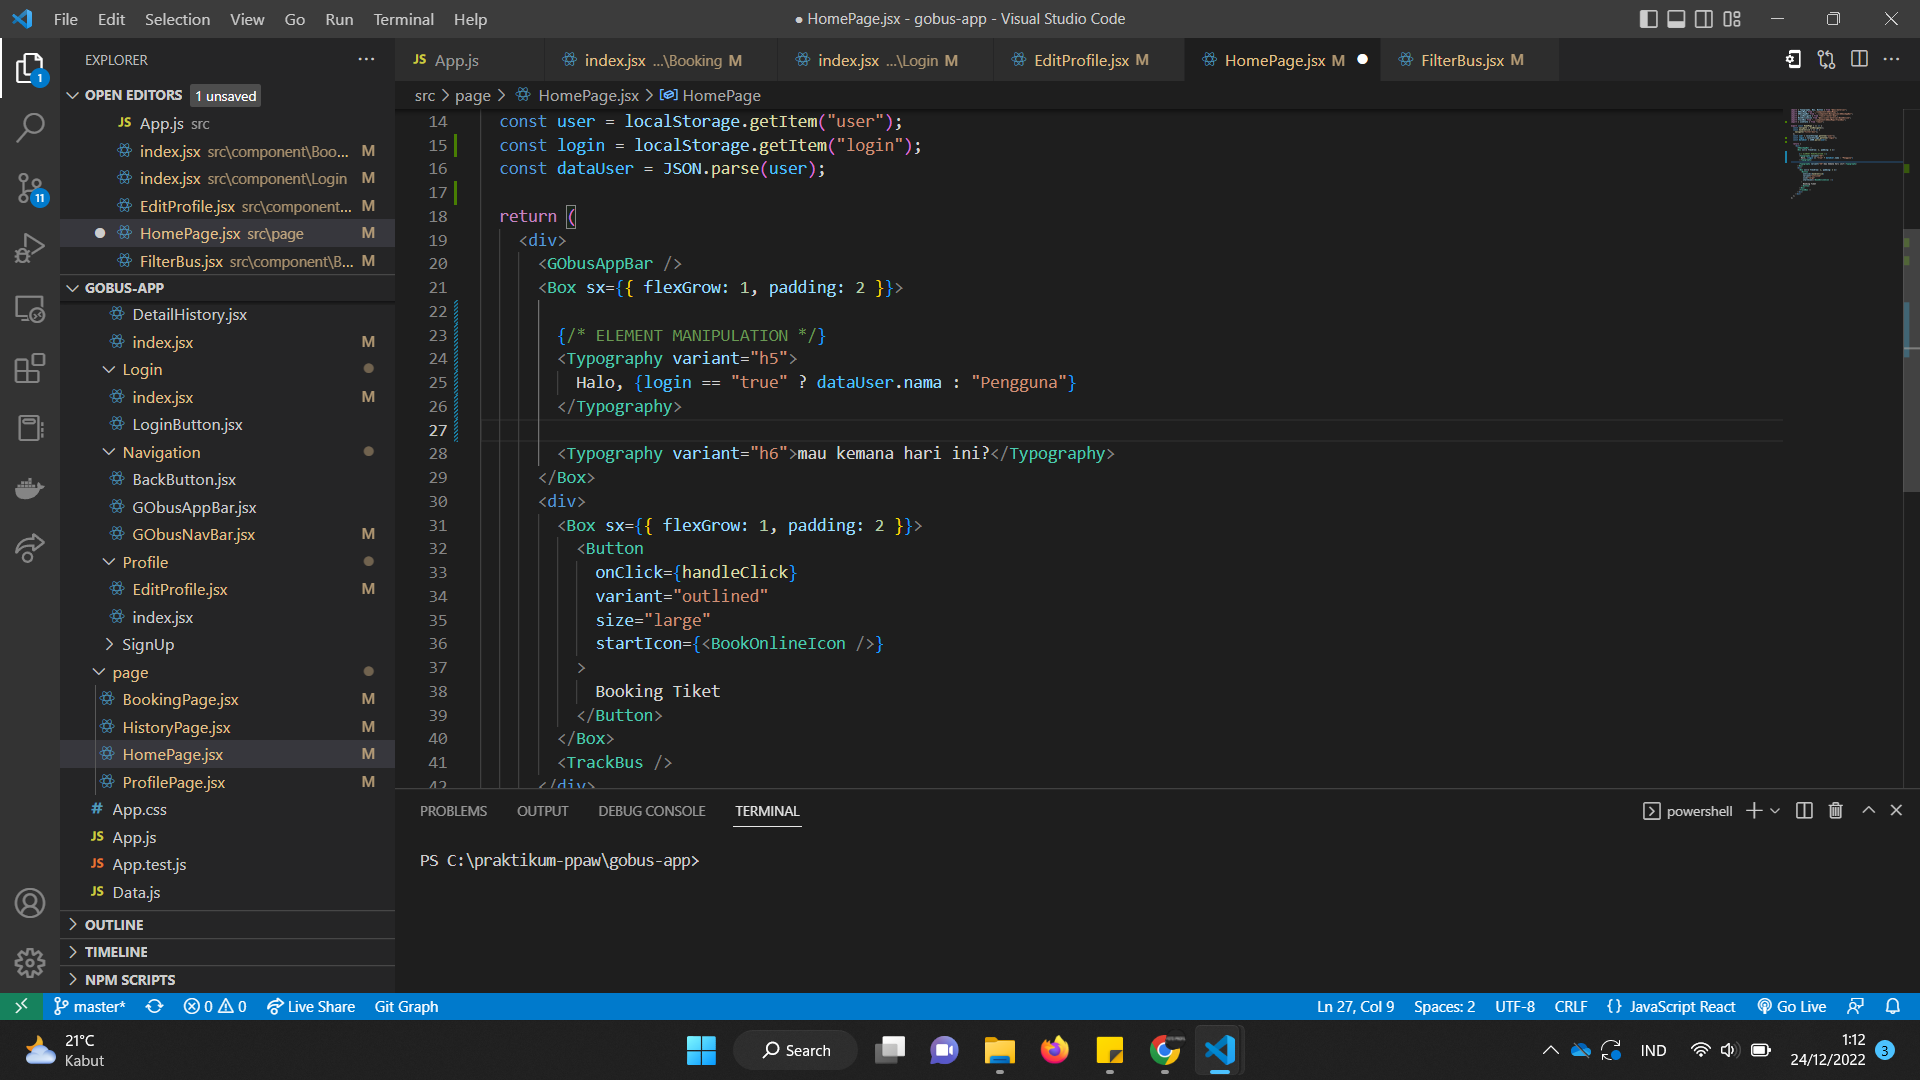 File Edit Selection View Go Run Terminal Help
● HomePage.jsx - gobus-app - Visual Studio Code
EXPLORER ···
JS App.js
index.jsx ...\Booking M
index.jsx ...\Login M
EditProfile.jsx M
HomePage.jsx M ●
FilterBus.jsx M
src > page > HomePage.jsx > HomePage
1
11
OPEN EDITORS 1 unsaved
JS App.js src
index.jsx src\component\Boo... M
index.jsx src\component\Login M
EditProfile.jsx src\component... M
● HomePage.jsx src\page M
FilterBus.jsx src\component\B... M
GOBUS-APP
DetailHistory.jsx
index.jsx M
Login
index.jsx M
LoginButton.jsx
Navigation
BackButton.jsx
GObusAppBar.jsx
GObusNavBar.jsx M
Profile
EditProfile.jsx M
index.jsx
SignUp
page
BookingPage.jsx M
HistoryPage.jsx M
HomePage.jsx M
ProfilePage.jsx M
# App.css
JS App.js
JS App.test.js
JS Data.js
OUTLINE
TIMELINE
NPM SCRIPTS
14 const user = localStorage.getItem("user");
15 const login = localStorage.getItem("login");
16 const dataUser = JSON.parse(user);
17
18 return (
19 <div>
20 <GObusAppBar />
21 <Box sx={{ flexGrow: 1, padding: 2 }}>
22
23 {/* ELEMENT MANIPULATION */}
24 <Typography variant="h5">
25 Halo, {login == "true" ? dataUser.nama : "Pengguna"}
26 </Typography>
27
28 <Typography variant="h6">mau kemana hari ini?</Typography>
29 </Box>
30 <div>
31 <Box sx={{ flexGrow: 1, padding: 2 }}>
32 <Button
33 onClick={handleClick}
34 variant="outlined"
35 size="large"
36 startIcon={<BookOnlineIcon />}
37 >
38 Booking Tiket
39 </Button>
40 </Box>
41 <TrackBus />
42 </div>
PROBLEMS OUTPUT DEBUG CONSOLE TERMINAL
powershell
PS C:\praktikum-ppaw\gobus-app>
master* 0 0 Live Share Git Graph
Ln 27, Col 9 Spaces: 2 UTF-8 CRLF {} JavaScript React Go Live
21°C
Kabut
Search
IND
1:12
24/12/2022
3